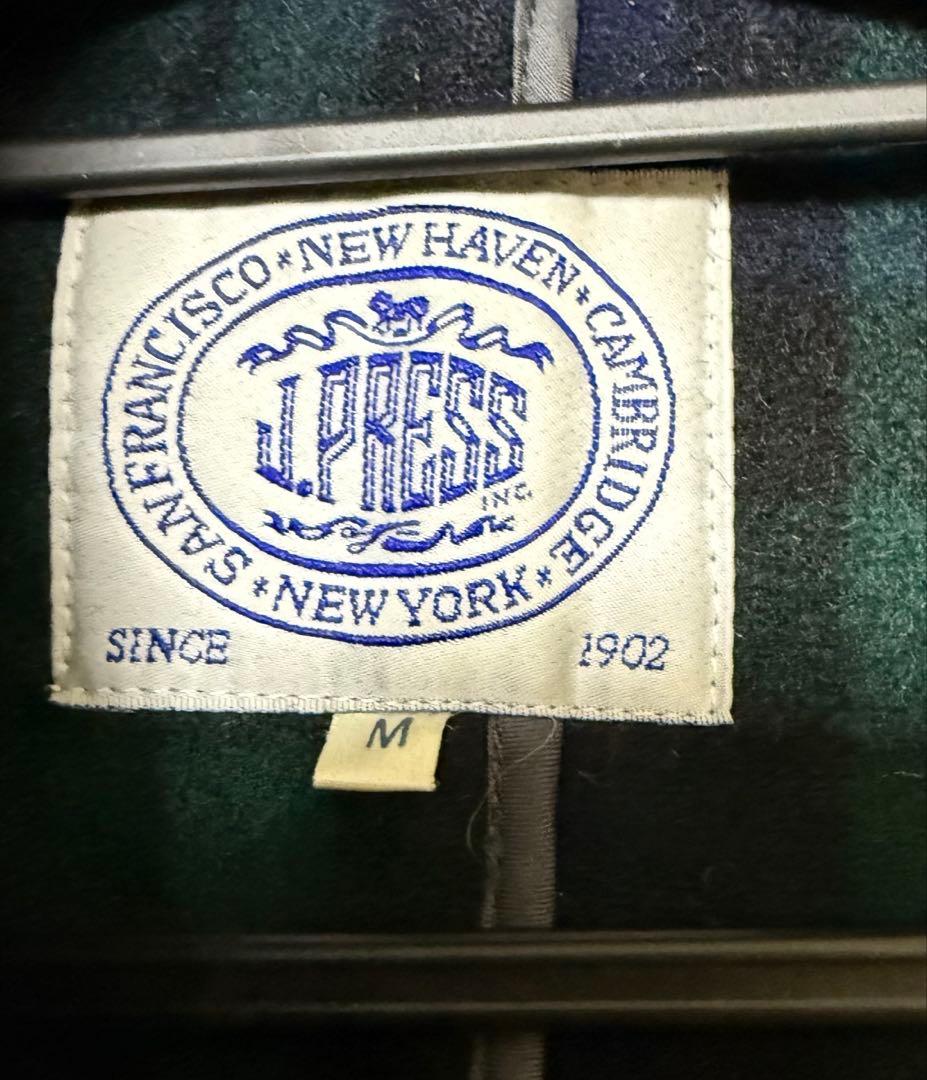 SAN FRANCISCO * NEW HAVEN * CAMBRIDGE * NEW YORK *
J. PRESS
INC.
SINCE 1902
M